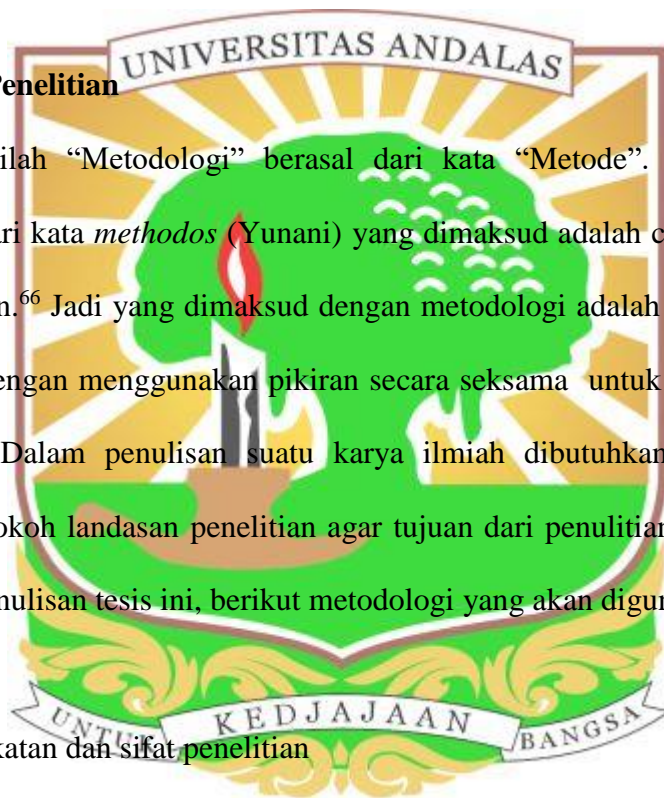 UNIVERSITAS ANDALAS
Penelitian
ilah “Metodologi” berasal dari kata “Metode”.
ri kata methodos (Yunani) yang dimaksud adalah c
n.66 Jadi yang dimaksud dengan metodologi adalah
engan menggunakan pikiran secara seksama untuk
Dalam penulisan suatu karya ilmiah dibutuhkan
okoh landasan penelitian agar tujuan dari penulitian
nulisan tesis ini, berikut metodologi yang akan digu
UNTUK KEDJAJAAN BANGSA
katan dan sifat penelitian